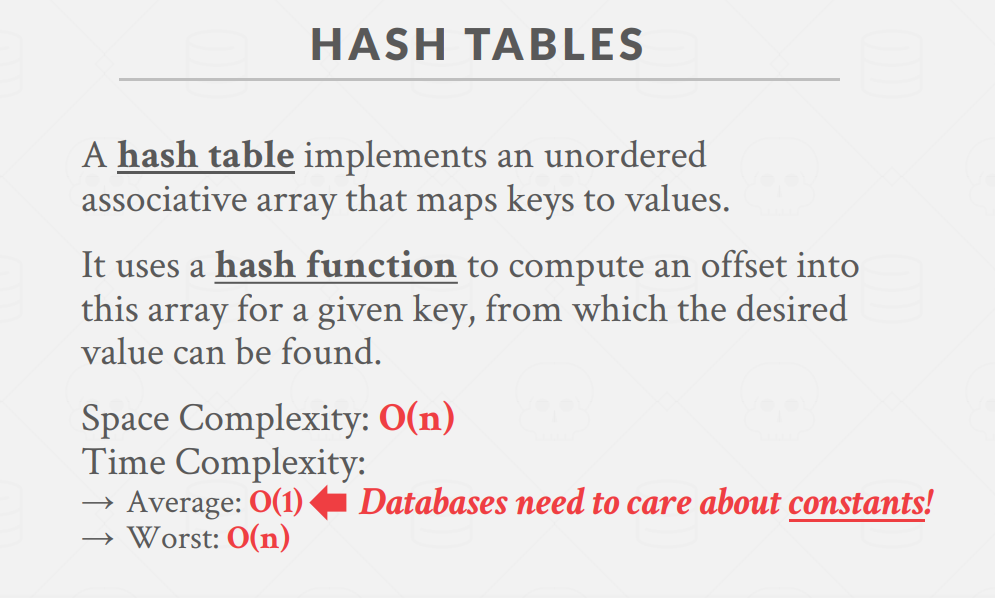 HASH TABLES
A hash table implements an unordered
associative array that maps keys to values.
It uses a hash function to compute an offset into
this array for a given key, from which the desired
value can be found.
Space Complexity: O(n)
Time Complexity:
→ Average: O(1) Databases need to care about constants!
→ Worst: O(n)